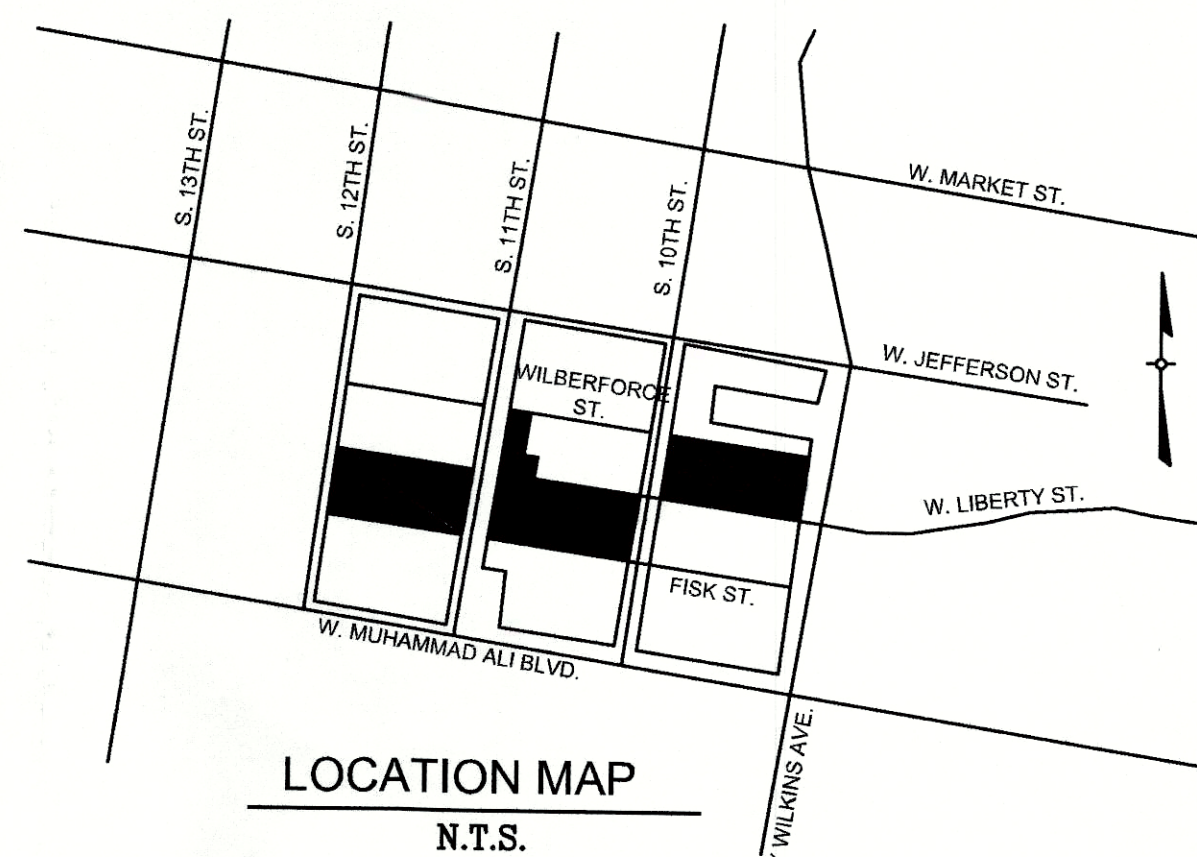 S. 13TH ST.
S. 12TH ST.
S. 11TH ST.
S. 10TH ST.
W. MARKET ST.
W. JEFFERSON ST.
WILBERFORCE
ST.
W. LIBERTY ST.
FISK ST.
W. MUHAMMAD ALI BLVD.
WILKINS AVE.
LOCATION MAP
N.T.S.